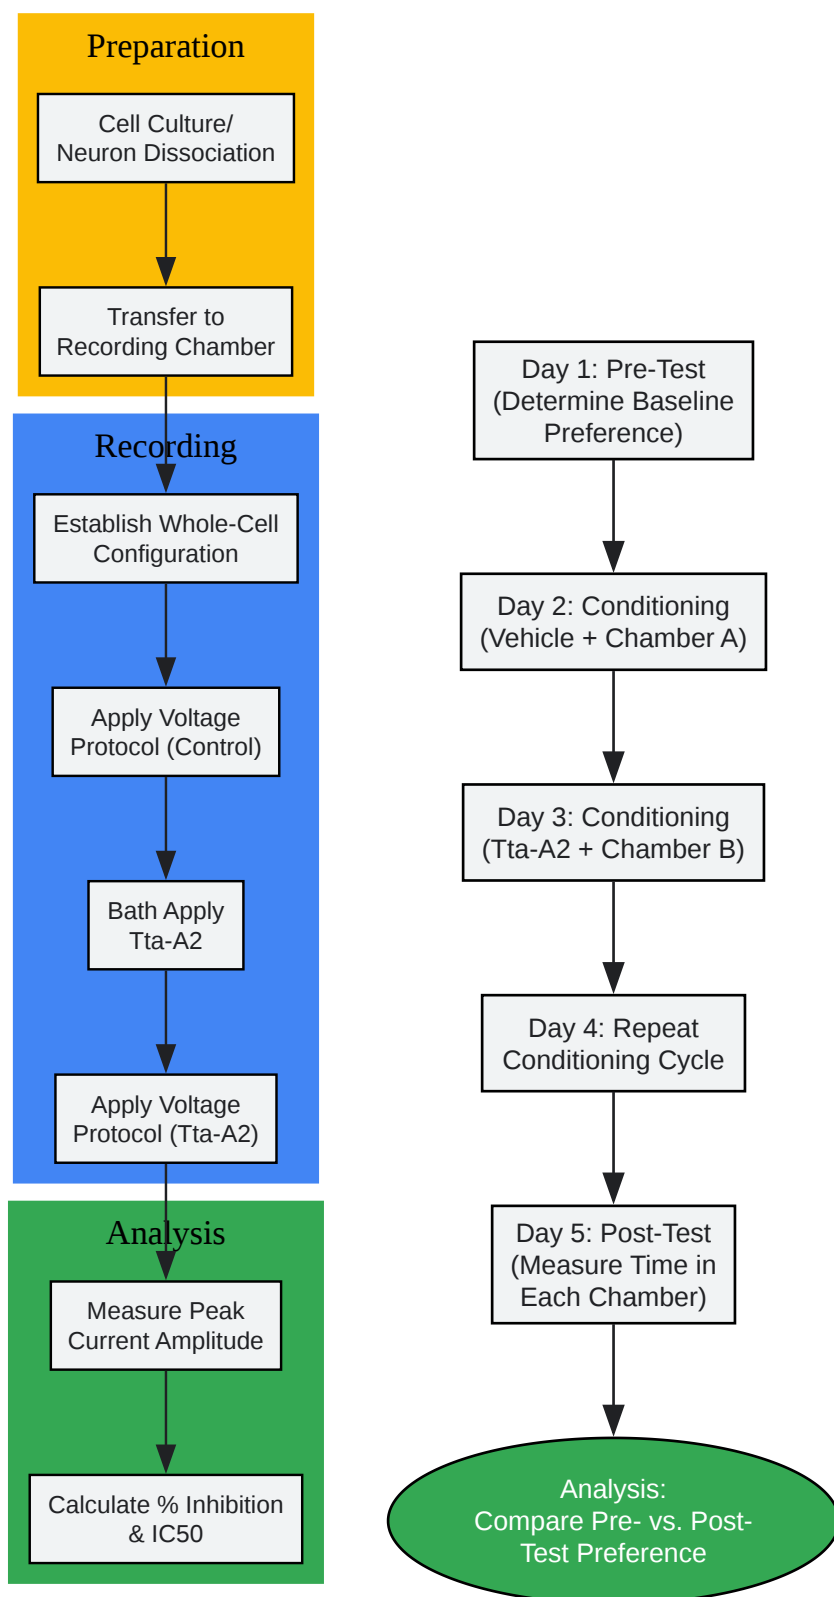 Preparation
Cell Culture/
Neuron Dissociation
Transfer to
Recording Chamber
Recording
Establish Whole-Cell
Configuration
Apply Voltage
Protocol (Control)
Bath Apply
Tta-A2
Apply Voltage
Protocol (Tta-A2)
Analysis
Measure Peak
Current Amplitude
Calculate % Inhibition
& IC50
Day 1: Pre-Test
(Determine Baseline
Preference)
Day 2: Conditioning
(Vehicle + Chamber A)
Day 3: Conditioning
(Tta-A2 + Chamber B)
Day 4: Repeat
Conditioning Cycle
Day 5: Post-Test
(Measure Time in
Each Chamber)
Analysis:
Compare Pre- vs. Post-
Test Preference